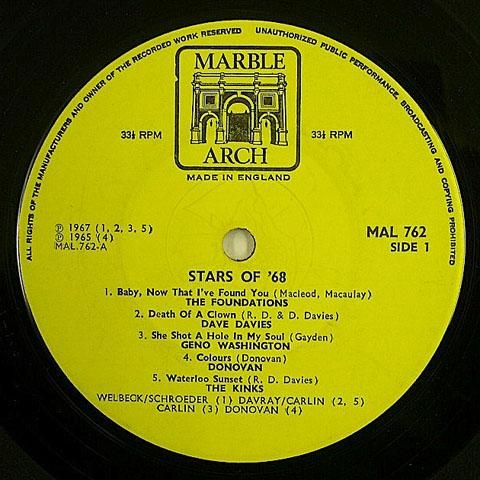 ALL RIGHTS OF THE MANUFACTURERS AND OWNER OF THE RECORDED WORK RESERVED
UNAUTHORIZED PUBLIC PERFORMANCE, BROADCASTING AND COPYING PROHIBITED
MARBLE
ARCH
33⅓ RPM
33⅓ RPM
MADE IN ENGLAND
℗ 1967 (1, 2, 3, 5)
℗ 1965 (4)
MAL.762-A
MAL 762
SIDE 1
STARS OF '68
1. Baby, Now That I've Found You (Macleod, Macaulay)
THE FOUNDATIONS
2. Death Of A Clown (R. D. & D. Davies)
DAVE DAVIES
3. She Shot A Hole In My Soul (Gayden)
GENO WASHINGTON
4. Colours (Donovan)
DONOVAN
5. Waterloo Sunset (R. D. Davies)
THE KINKS
WELBECK/SCHROEDER (1) DAVRAY/CARLIN (2, 5)
CARLIN (3) DONOVAN (4)